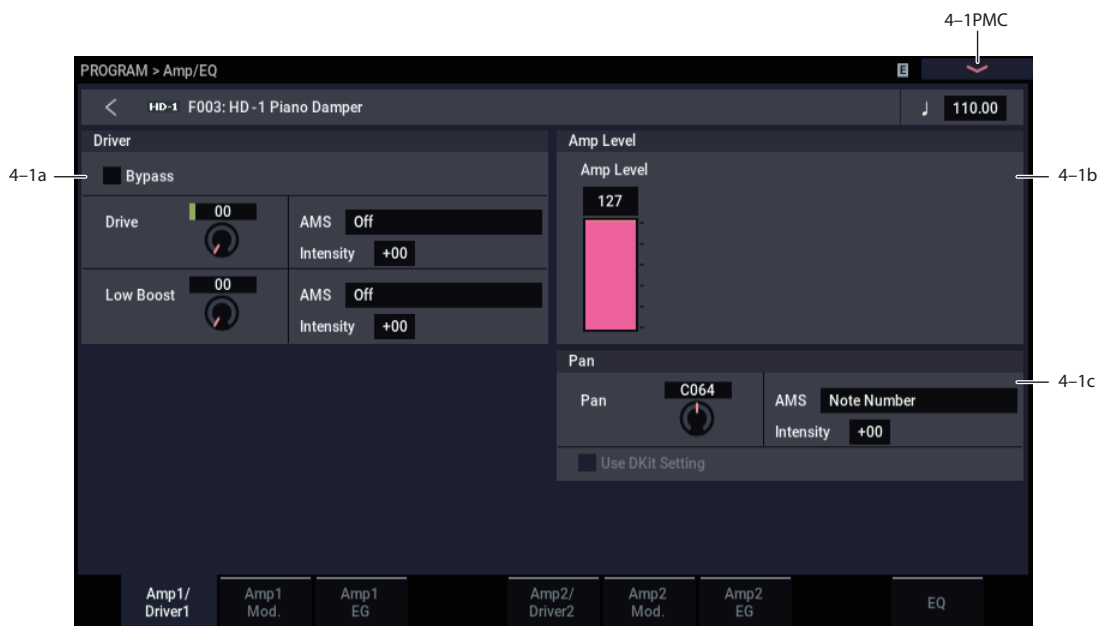 4–1PMC
PROGRAM > Amp/EQ
E
HD-1 F003: HD-1 Piano Damper
♩ 110.00
Driver
Amp Level
4–1a
Bypass
Amp Level
4–1b
127
Drive
00
AMS Off
Intensity +00
Low Boost
00
AMS Off
Intensity +00
Pan
4–1c
Pan
C064
AMS Note Number
Intensity +00
Use DKit Setting
Amp1/
Driver1
Amp1
Mod.
Amp1
EG
Amp2/
Driver2
Amp2
Mod.
Amp2
EG
EQ